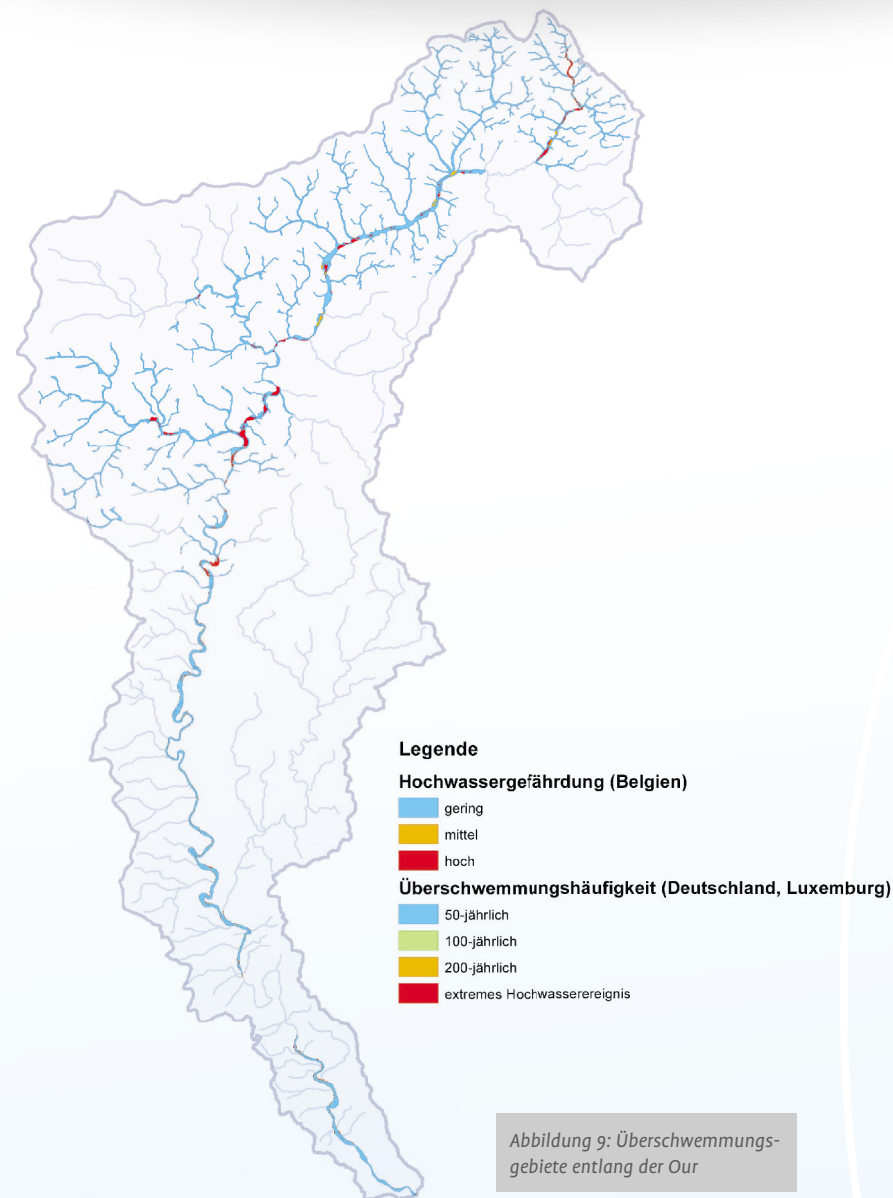 Legende
Hochwassergefährdung (Belgien)
gering
mittel
hoch
Überschwemmungshäufigkeit (Deutschland, Luxemburg)
50-jährlich
100-jährlich
200-jährlich
extremes Hochwasserereignis
Abbildung 9: Überschwemmungs-
gebiete entlang der Our